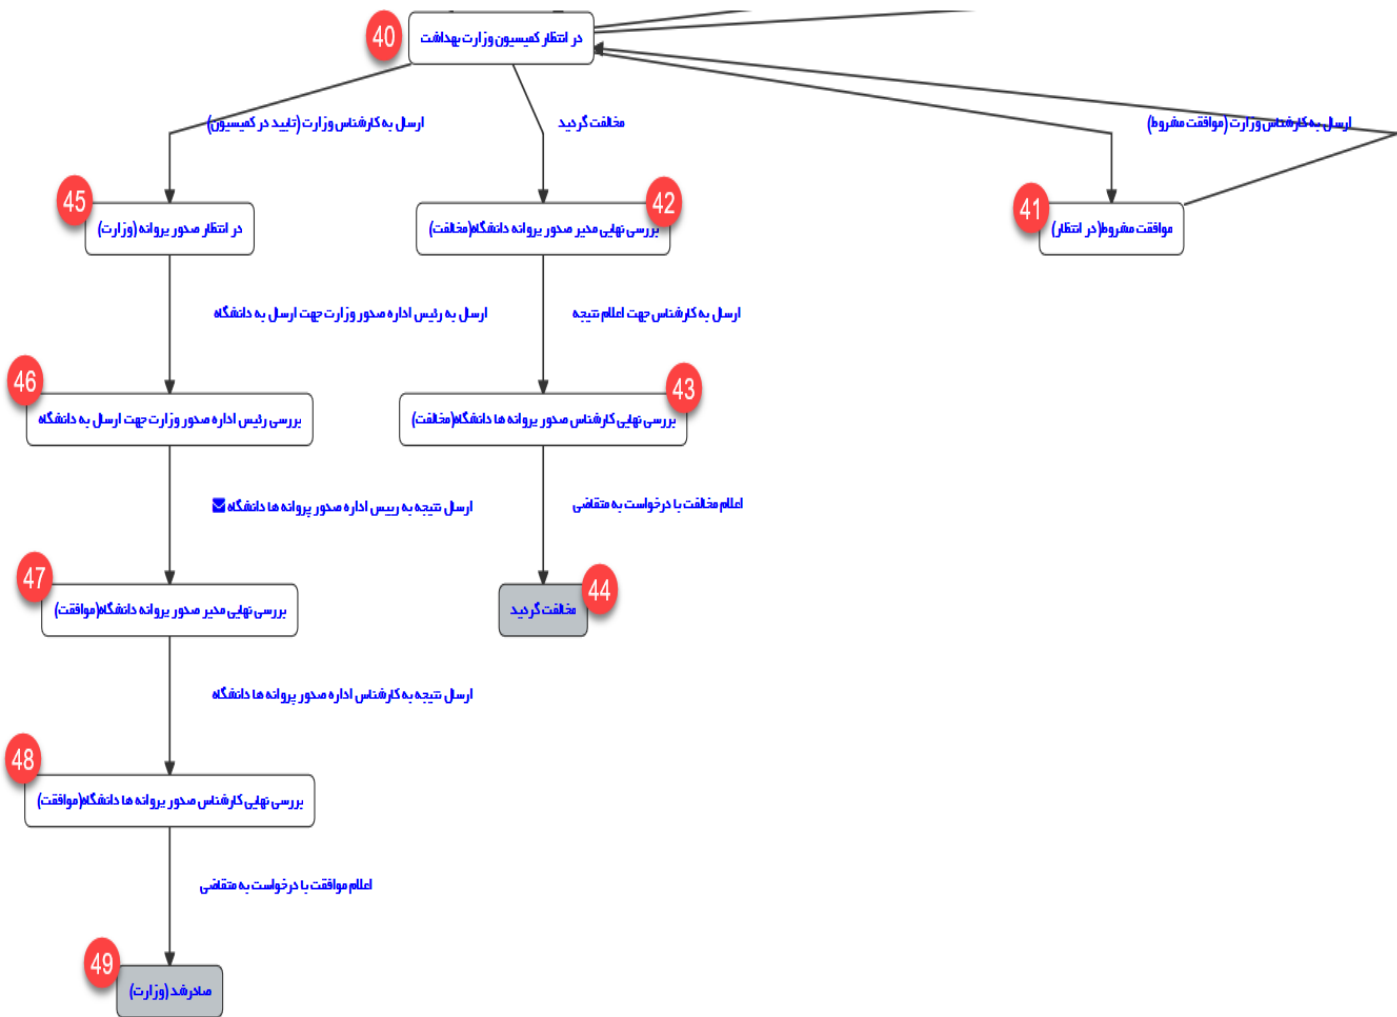 40
در انتظار کمیسیون وزارت بهداشت
ارسال به کارشناس وزارت (موافقت مشروط)
مخالفت گردید
ارسال به کارشناس وزارت (تایید در کمیسیون)
41
موافقت مشروط(در انتظار)
42
بررسی نهایی مدیر صدور پروانه دانشگاه(مخالفت)
45
در انتظار صدور پروانه (وزارت)
ارسال به کارشناس جهت اعلام نتیجه
ارسال به رئیس اداره صدور وزارت جهت ارسال به دانشگاه
43
بررسی نهایی کارشناس صدور پروانه ها دانشگاه(مخالفت)
46
بررسی رئیس اداره صدور وزارت جهت ارسال به دانشگاه
اعلام مخالفت با درخواست به متقاضی
ارسال نتیجه به رییس اداره صدور پروانه ها دانشگاه
44
مخالفت گردید
47
بررسی نهایی مدیر صدور پروانه دانشگاه(موافقت)
ارسال نتیجه به کارشناس اداره صدور پروانه ها دانشگاه
48
بررسی نهایی کارشناس صدور پروانه ها دانشگاه(موافقت)
اعلام موافقت با درخواست به متقاضی
49
صادرشد (وزارت)